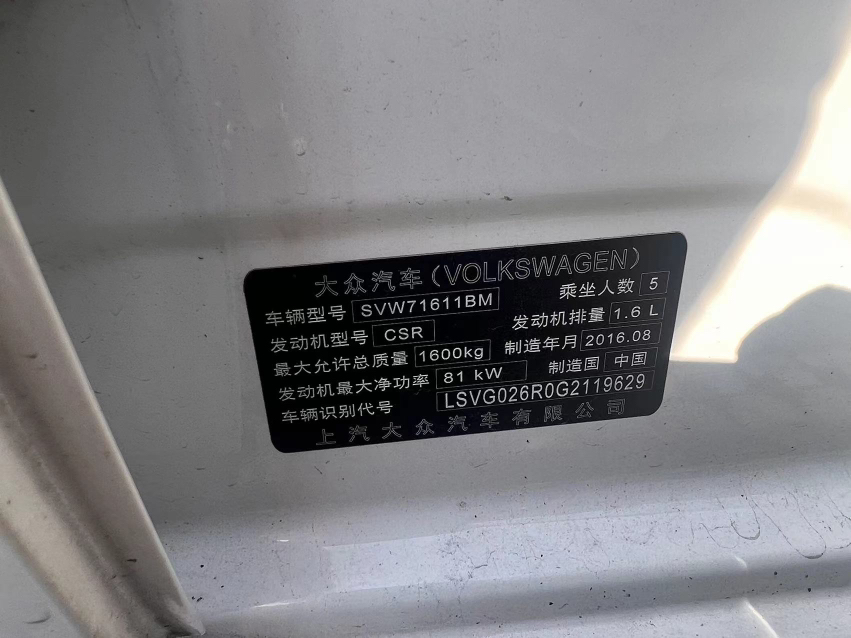 大众汽车(VOLKSWAGEN)
车辆型号 SVW71611BM 乘坐人数 5
发动机型号 CSR 发动机排量 1.6 L
最大允许总质量 1600kg 制造年月 2016.08
发动机最大净功率 81 kW 制造国 中国
车辆识别代号 LSVG026R0G2119629
上汽大众汽车有限公司